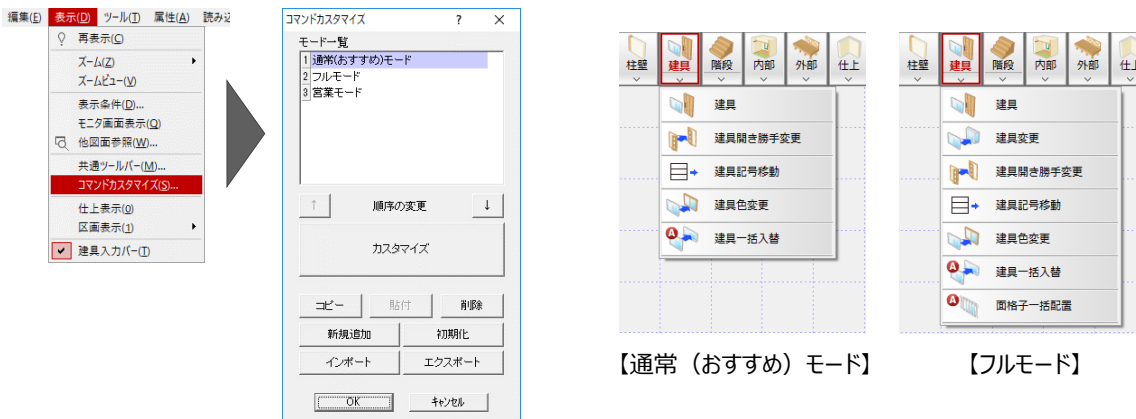 編集(E) 表示(D) ツール(T) 属性(A) 読み込
再表示(C)
ズーム(Z)
ズームビュー(V)
表示条件(D)...
モニタ画面表示(Q)
他図面参照(W)...
共通ツールバー(M)...
コマンドカスタマイズ(S)...
仕上表示(0)
区画表示(1)
建具入力バー(T)
コマンドカスタマイズ ? ×
モード一覧
1 通常(おすすめ)モード
2 フルモード
3 営業モード
↑ 順序の変更 ↓
カスタマイズ
コピー 貼付 削除
新規追加 初期化
インポート エクスポート
OK キャンセル
柱壁 建具 階段 内部 外部 仕上
建具
建具開き勝手変更
建具記号移動
建具色変更
A 建具一括入替
【通常（おすすめ）モード】
柱壁 建具 階段 内部 外部 仕上
建具
建具変更
建具開き勝手変更
建具記号移動
建具色変更
A 建具一括入替
A 面格子一括配置
【フルモード】